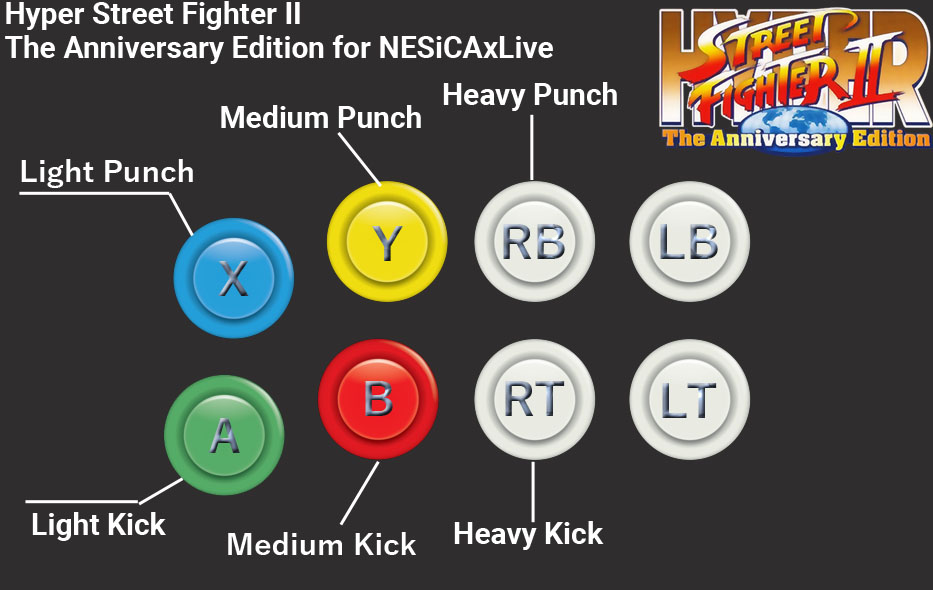 Hyper Street Fighter II
The Anniversary Edition for NESiCAxLive
HYPER
STREET
FIGHTER II
The Anniversary Edition
Heavy Punch
Medium Punch
Light Punch
X
Y
RB
LB
A
B
RT
LT
Light Kick
Medium Kick
Heavy Kick